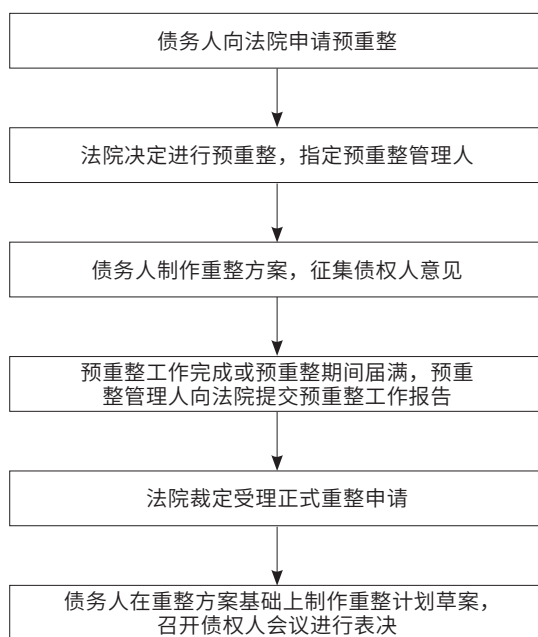 债务人向法院申请预重整
法院决定进行预重整，指定预重整管理人
债务人制作重整方案，征集债权人意见
预重整工作完成或预重整期间届满，预重
整管理人向法院提交预重整工作报告
法院裁定受理正式重整申请
债务人在重整方案基础上制作重整计划草案，
召开债权人会议进行表决